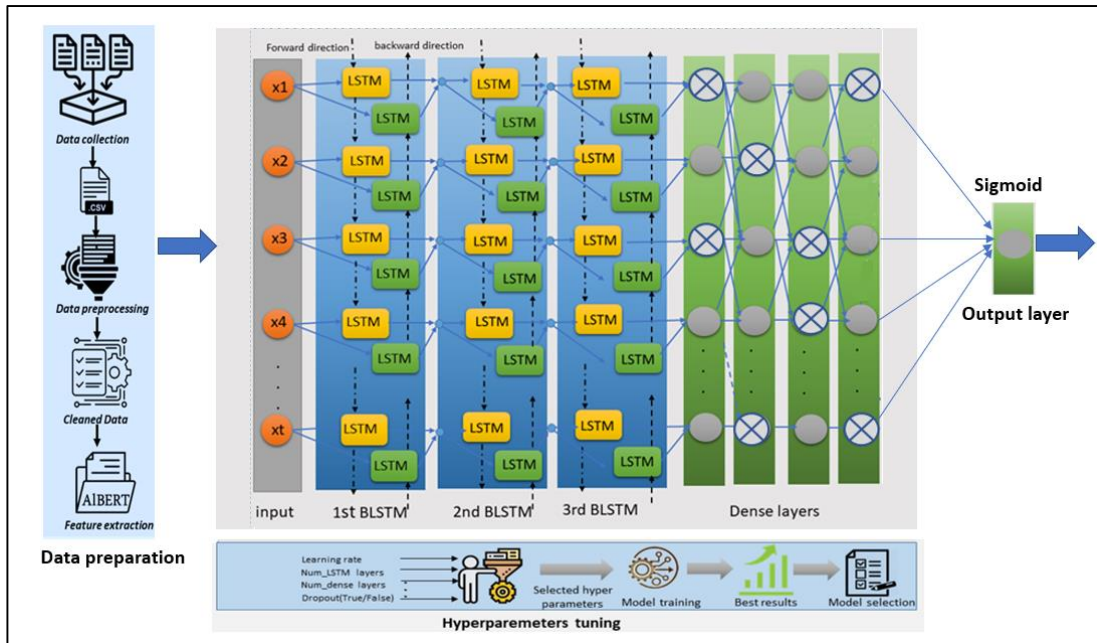 Data collection
.CSV
Data preprocessing
Cleaned Data
AlBERT
Feature extraction
Data preparation
Forward direction
backward direction
x1
LSTM
LSTM
LSTM
LSTM
LSTM
LSTM
x2
LSTM
LSTM
LSTM
LSTM
LSTM
LSTM
x3
LSTM
LSTM
LSTM
LSTM
LSTM
LSTM
x4
LSTM
LSTM
LSTM
LSTM
LSTM
LSTM
xt
LSTM
LSTM
LSTM
LSTM
LSTM
LSTM
input
1st BLSTM
2nd BLSTM
3rd BLSTM
Dense layers
Sigmoid
Output layer
Learning rate
Num_LSTM layers
Num_dense layers
Dropout(True/False)
Selected hyper
parameters
Model training
Best results
Model selection
Hyperparemeters tuning